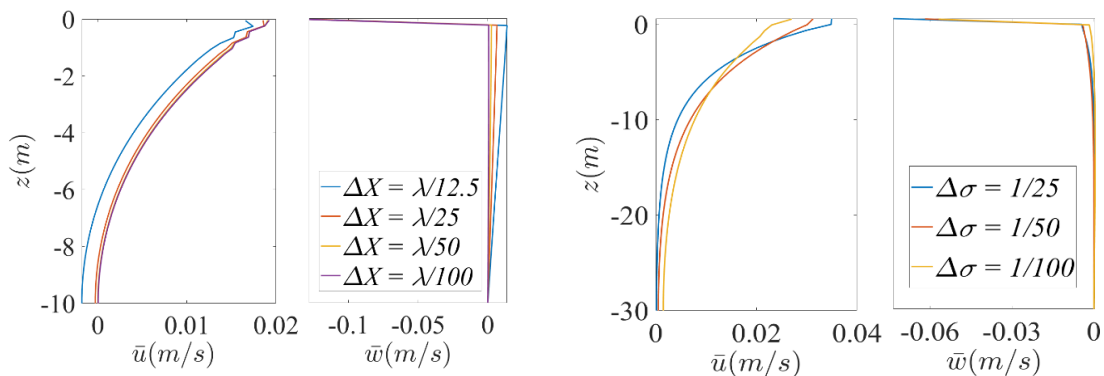 0
-2
-4
-6
-8
-10
z(m)
0
0.01
0.02
ū(m/s)
ΔX = λ/12.5
ΔX = λ/25
ΔX = λ/50
ΔX = λ/100
-0.1
0
w̄(m/s)
0
-10
-20
-30
z(m)
0
0.02
0.04
ū(m/s)
Δσ = 1/25
Δσ = 1/50
Δσ = 1/100
-0.06
-0.03
0
w̄(m/s)